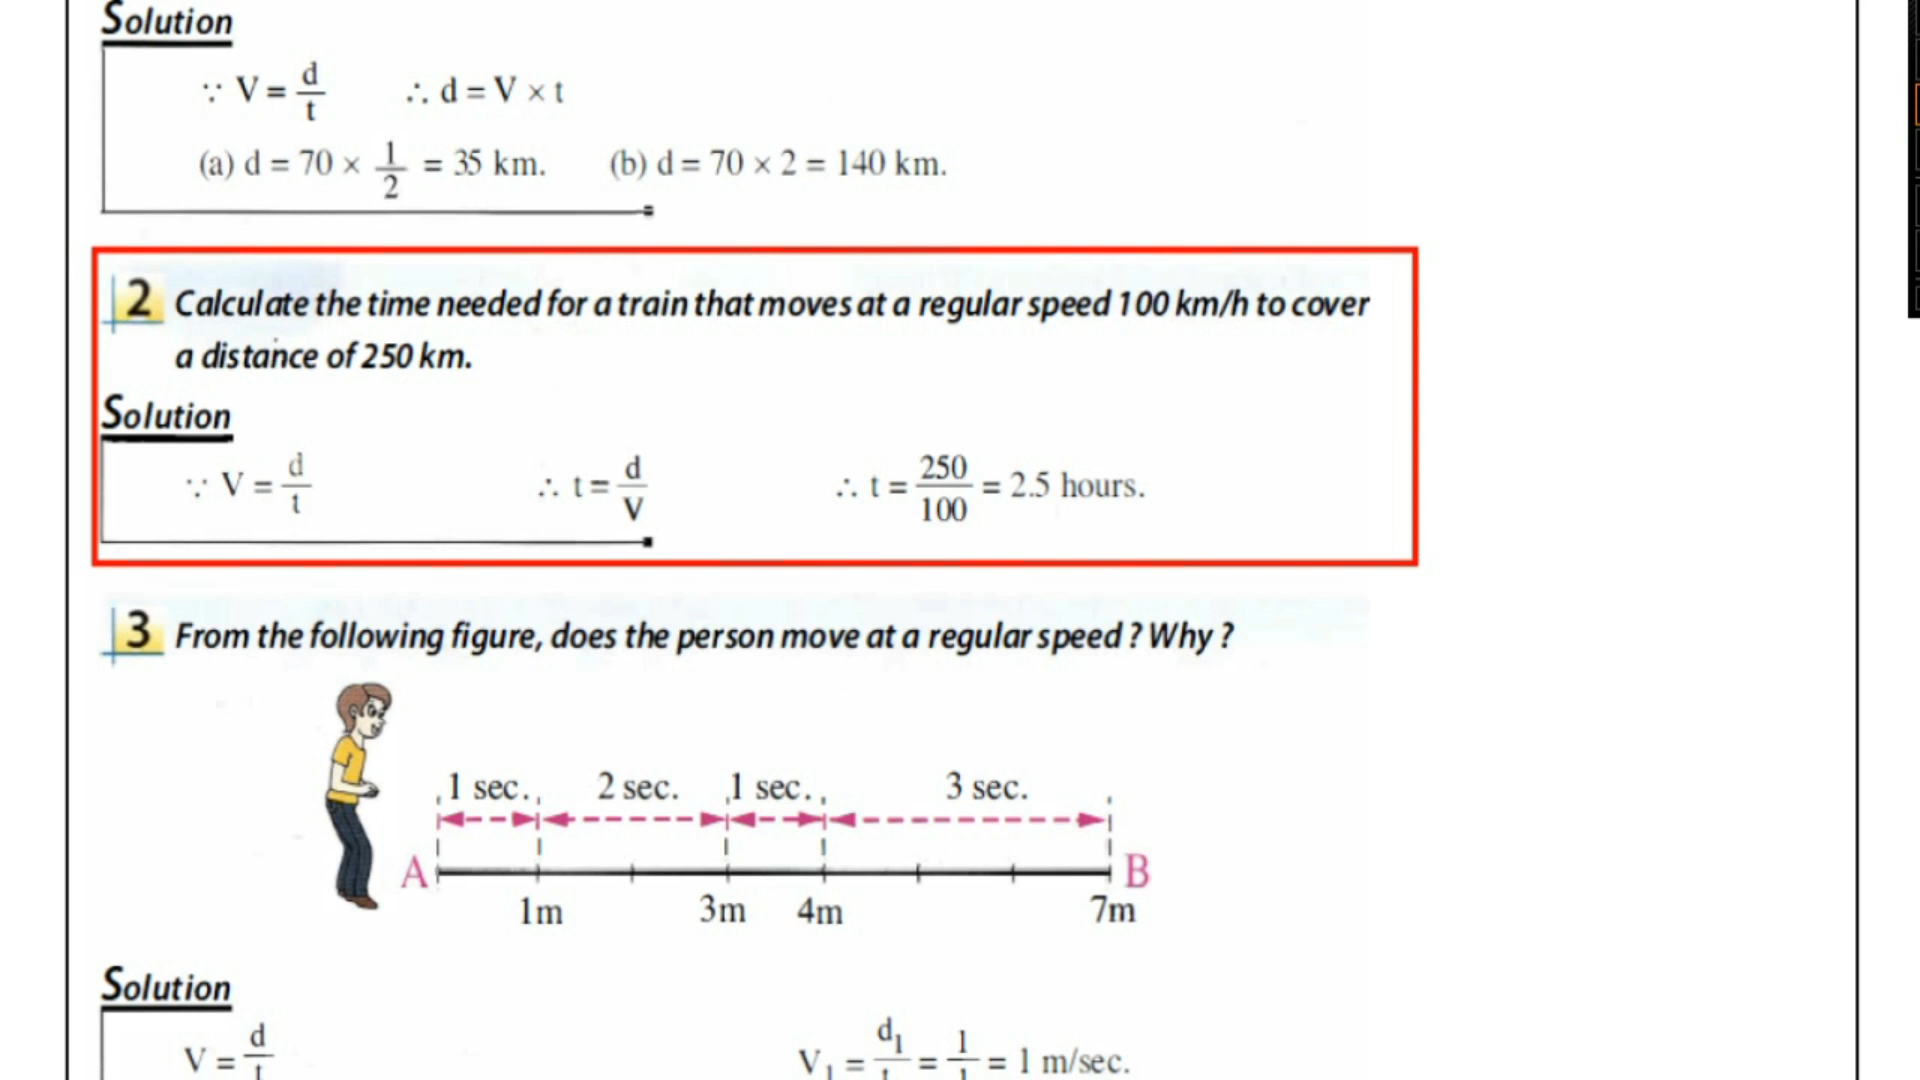 Solution
∵ V = d/t ∴ d = V × t
(a) d = 70 × 1/2 = 35 km. (b) d = 70 × 2 = 140 km.
2 Calculate the time needed for a train that moves at a regular speed 100 km/h to cover
a distance of 250 km.
Solution
∵ V = d/t ∴ t = d/V ∴ t = 250/100 = 2.5 hours.
3 From the following figure, does the person move at a regular speed ? Why ?
1 sec. 2 sec. 1 sec. 3 sec.
A B
1m 3m 4m 7m
Solution
V = d/t V₁ = d₁/t = 1/1 = 1 m/sec.